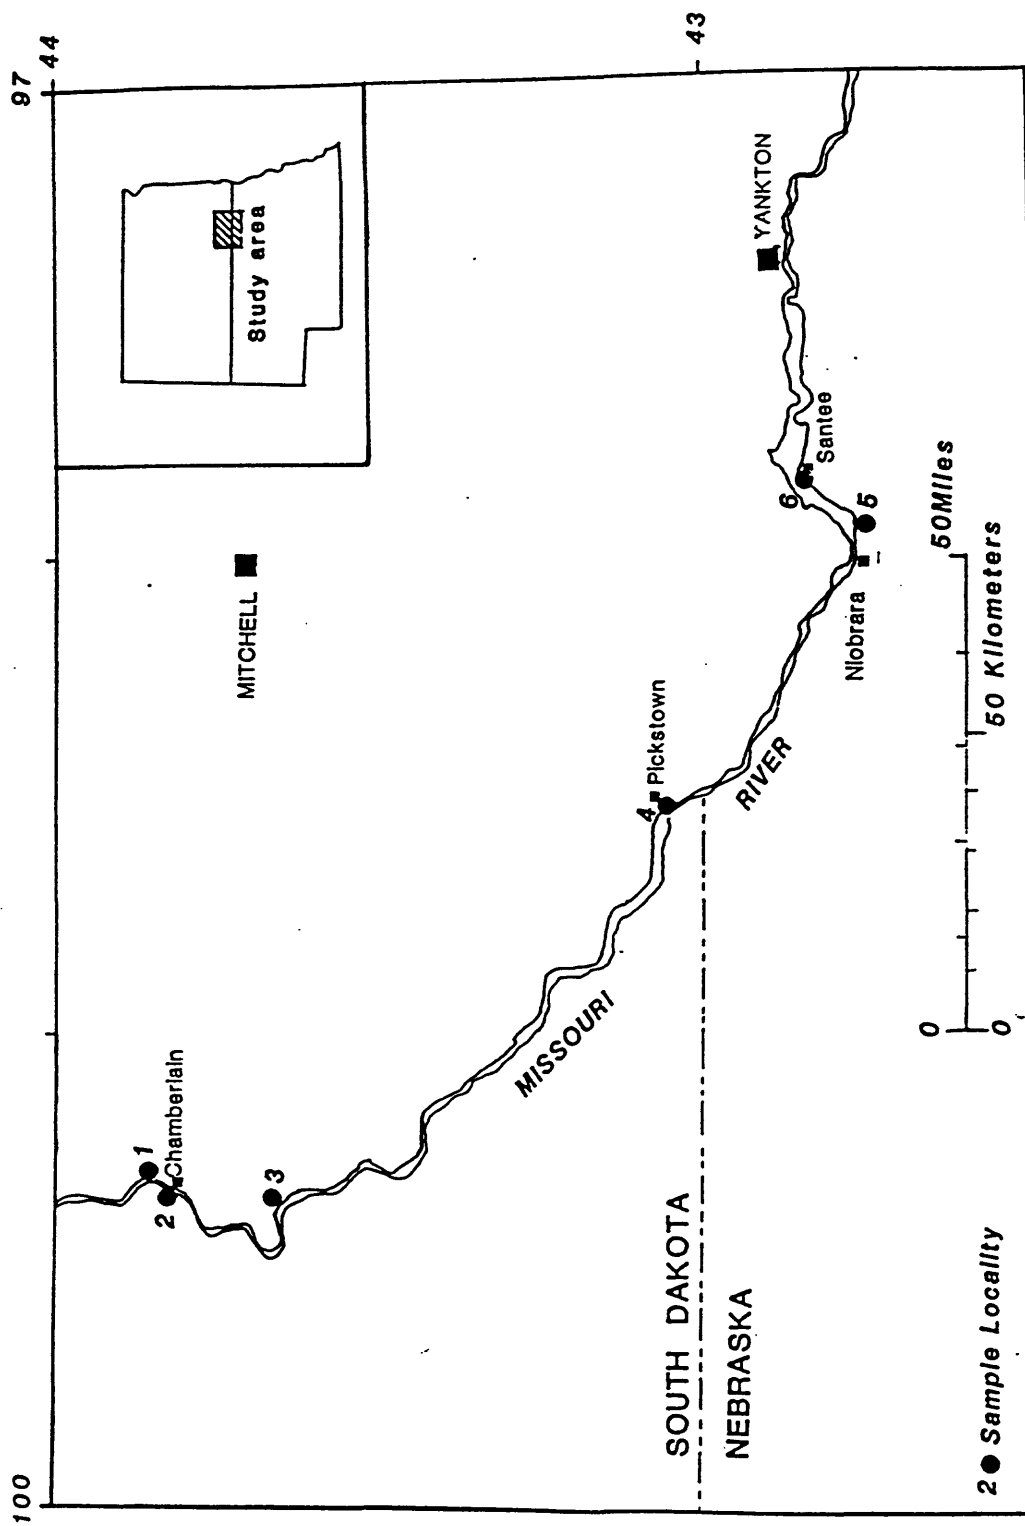 100
97
44
43
Study area
MITCHELL
YANKTON
1
Chamberlain
2
3
4
Pickstown
MISSOURI
RIVER
6
Santee
5
Niobrara
SOUTH DAKOTA
NEBRASKA
0
50 Miles
0
50 Kilometers
2 Sample Locality